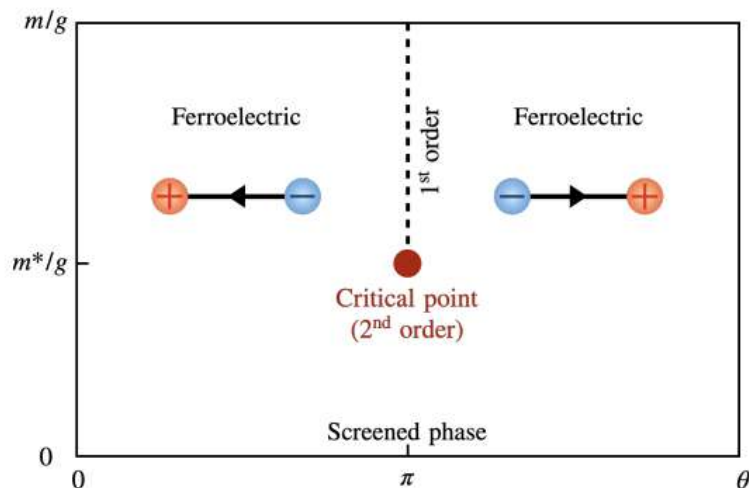 m/g
Ferroelectric
Ferroelectric
1st order
+ −
− +
m*/g
Critical point
(2nd order)
Screened phase
0
0
π
θ